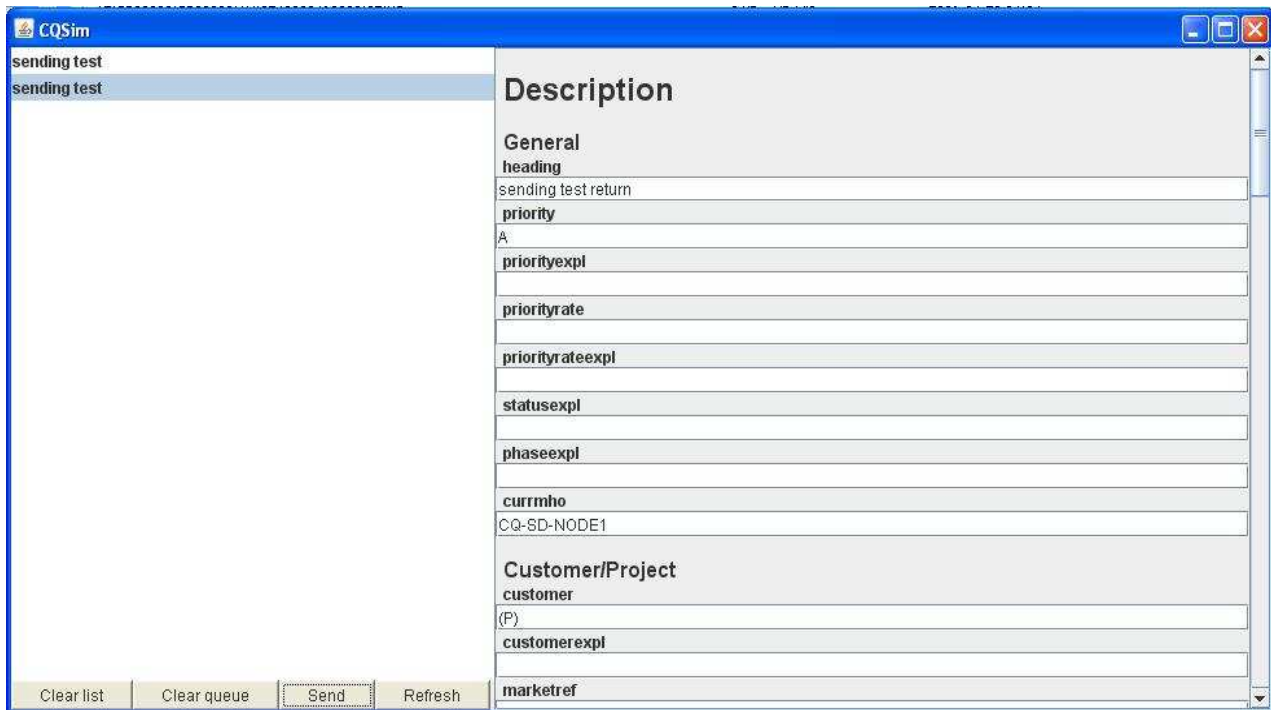 CQSim
sending test
sending test
Description
General
heading
sending test return
priority
A
priorityexpl
priorityrate
priorityrateexpl
statusexpl
phaseexpl
currmho
CQ-SD-NODE1
Customer/Project
customer
(P)
customerexpl
marketref
Clear list Clear queue Send Refresh